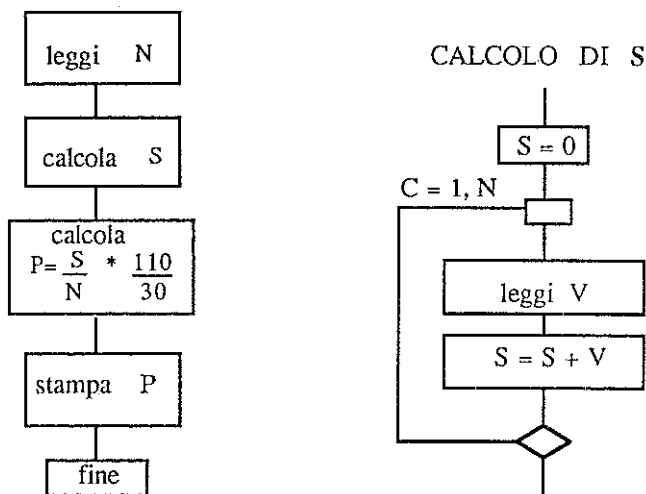 leggi N
calcola S
calcola
P= S/N * 110/30
stampa P
fine
CALCOLO DI S
S = 0
C = 1, N
leggi V
S = S + V